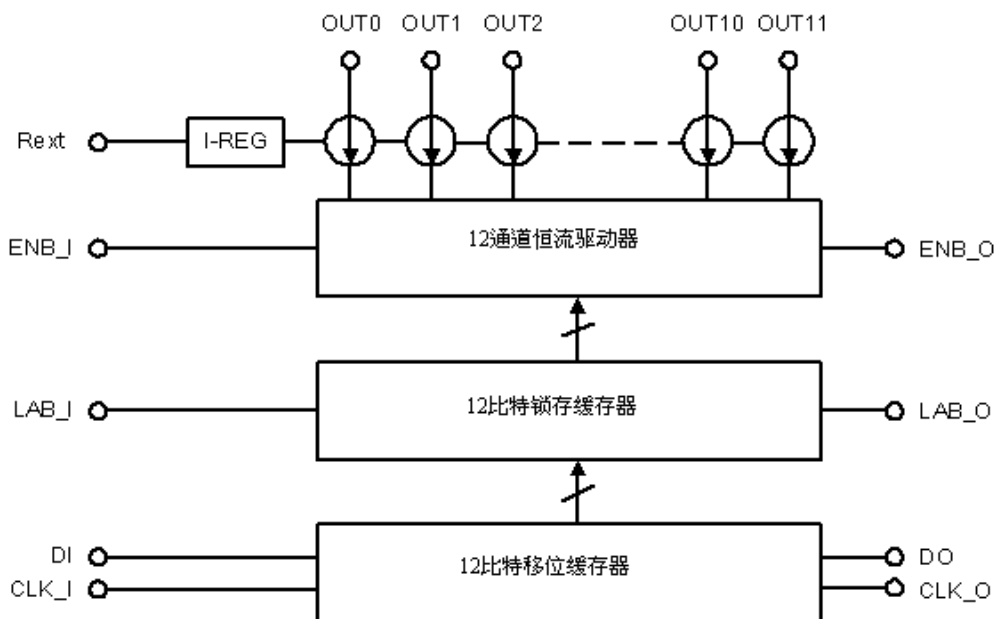 OUT0 OUT1 OUT2 OUT10 OUT11
Rext I-REG
12通道恒流驱动器
ENB_I ENB_O
12比特锁存缓存器
LAB_I LAB_O
DI DO
12比特移位缓存器
CLK_I CLK_O